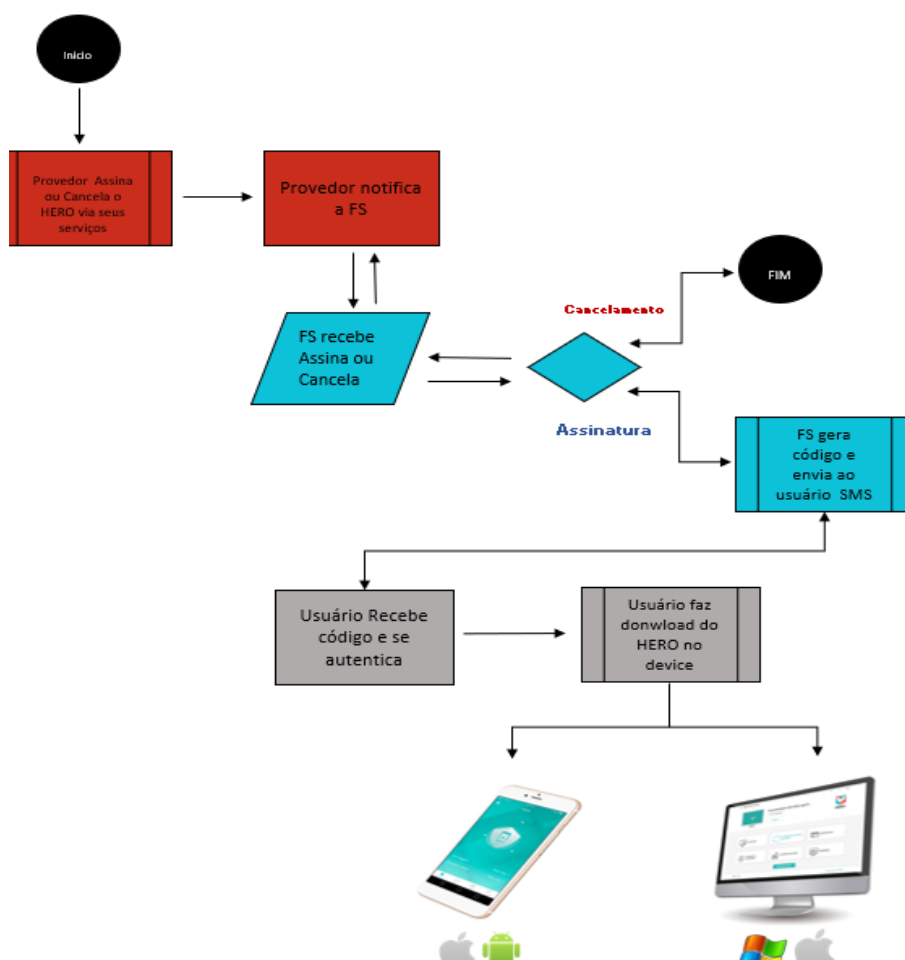 Inicio
Provedor Assina
ou Cancela o
HERO via seus
serviços
Provedor notifica
a FS
FS recebe
Assina ou
Cancela
Cancelamento
FIM
Assinatura
FS gera
código e
envia ao
usuário SMS
Usuário Recebe
código e se
autentica
Usuário faz
donwload do
HERO no
device